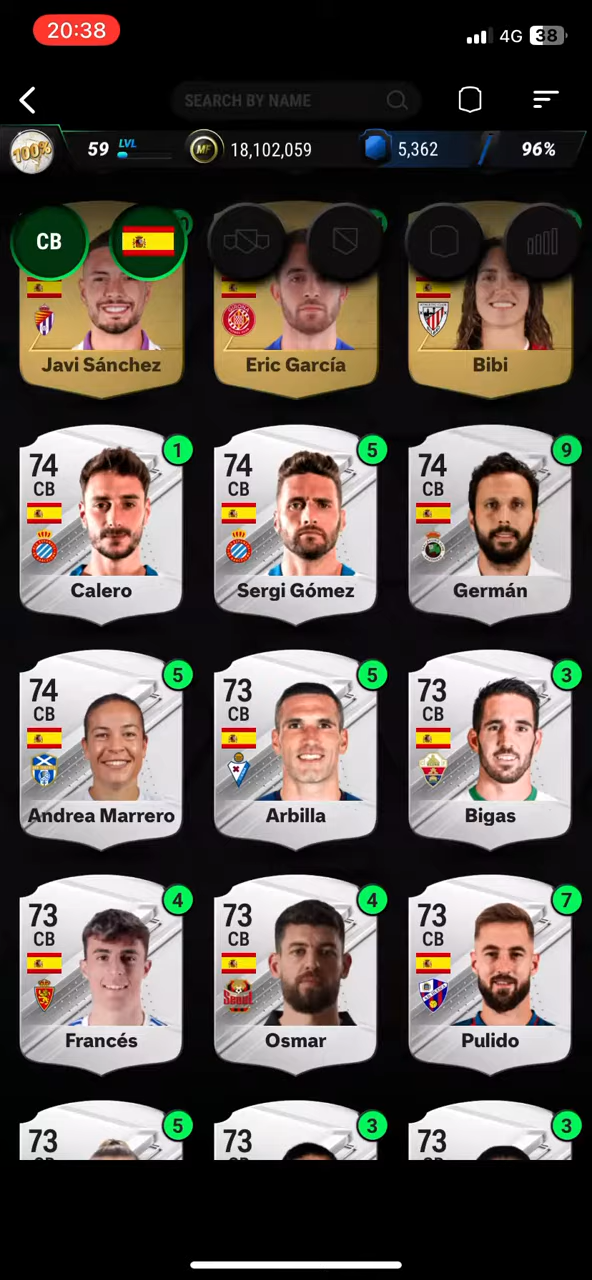 20:38
4G 38
SEARCH BY NAME
100% 59 LVL MF 18,102,059 5,362 96%
CB
Javi Sánchez Eric García Bibi
74 1 74 5 74 9
CB CB CB
Calero Sergi Gómez Germán
74 5 73 5 73 3
CB CB CB
Andrea Marrero Arbilla Bigas
73 4 73 4 73 7
CB CB CB
Francés Osmar Pulido
73 5 73 3 73 3